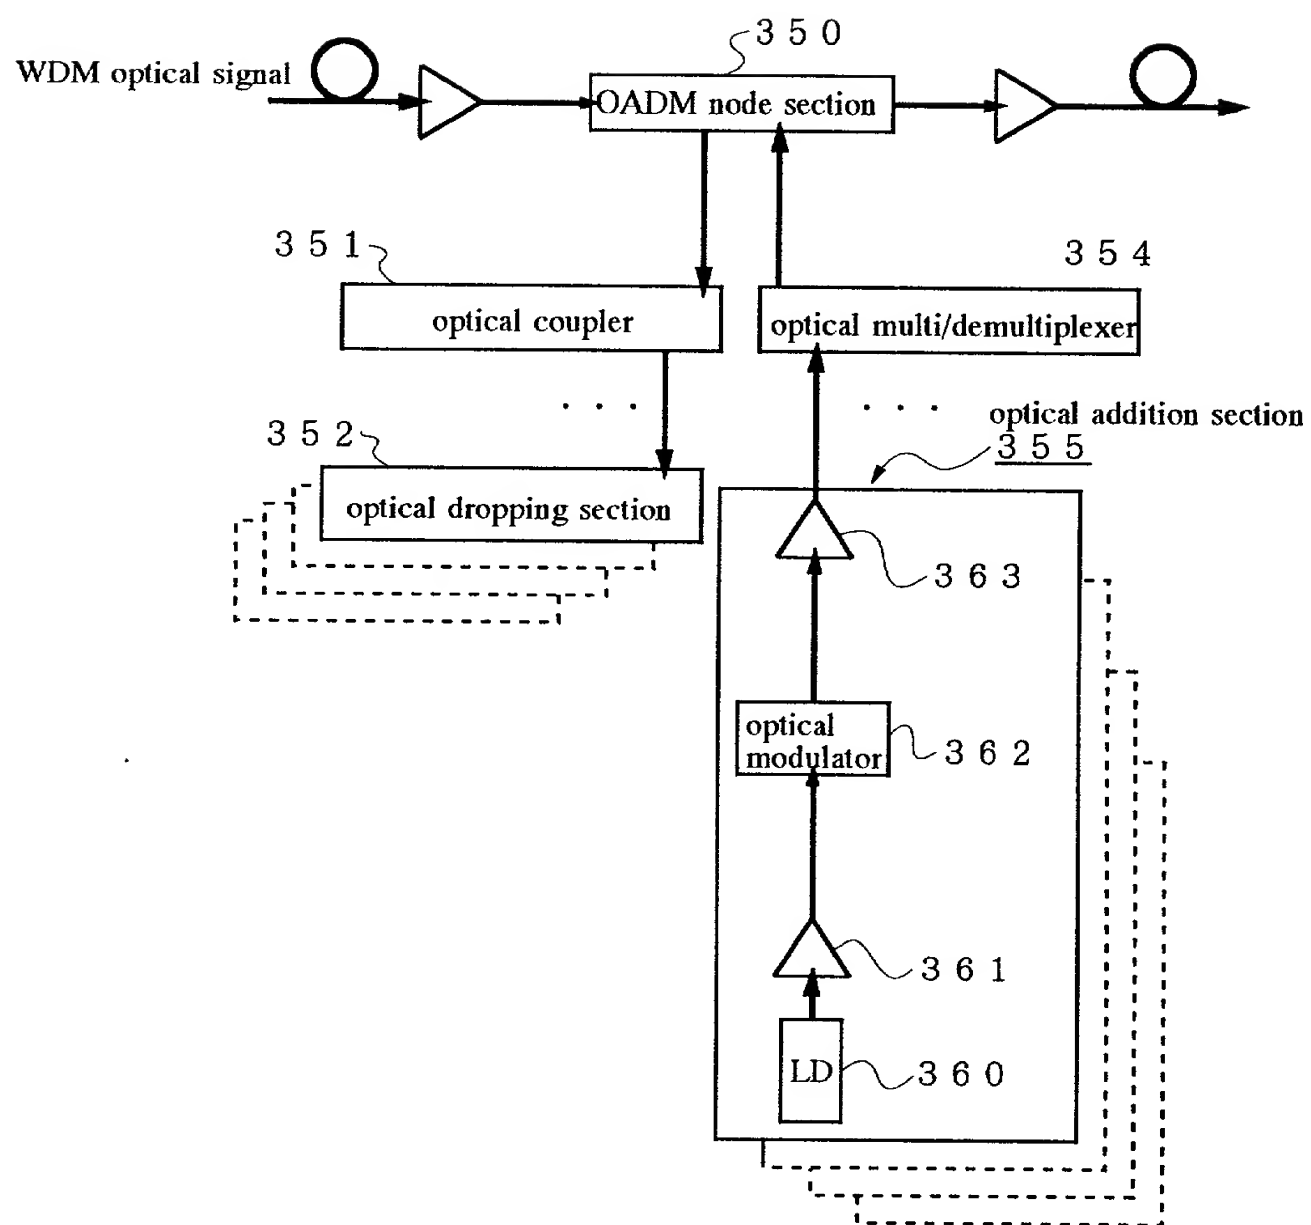 350
WDM optical signal
OADM node section
351
354
optical coupler
optical multi/demultiplexer
. . .
. . .
optical addition section
352
355
optical dropping section
363
optical
modulator
362
361
LD
360